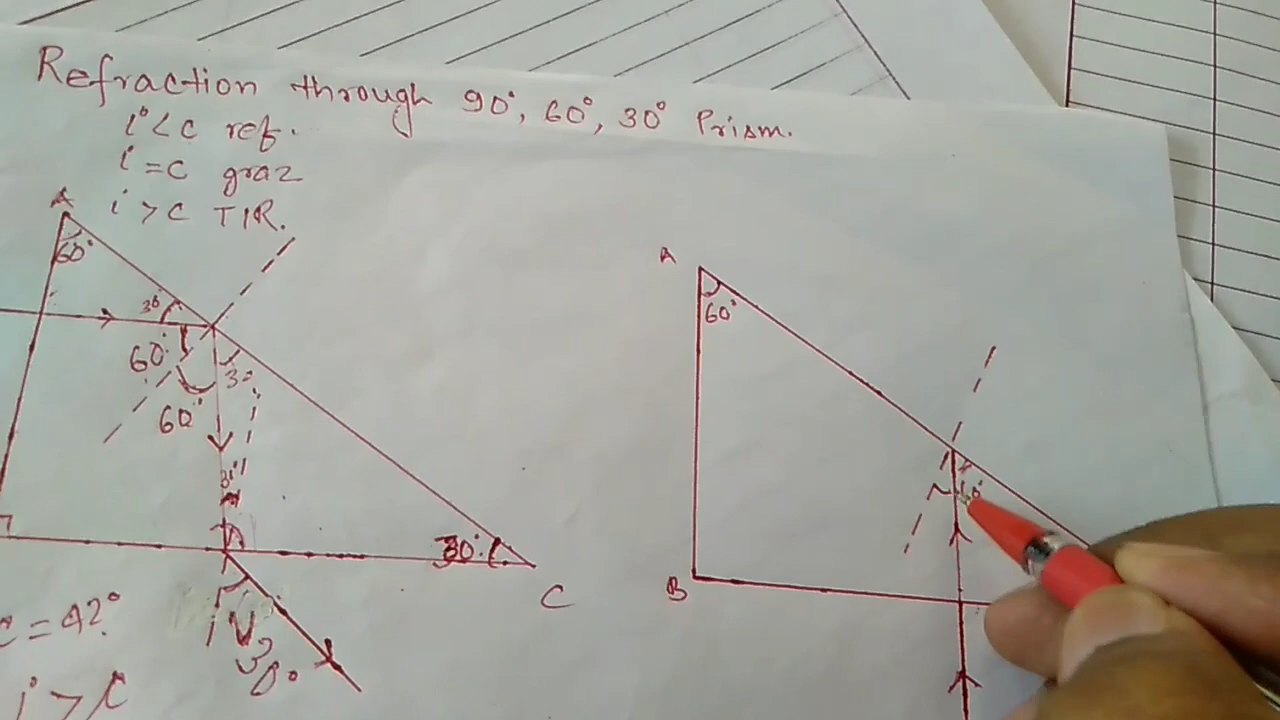 Refraction through 90°, 60°, 30° Prism.
i<c ref.
i=c graz
i>c TIR.
A
60°
30
60°
30
60°
30°
C
c=42°
i>c
A
60°
B